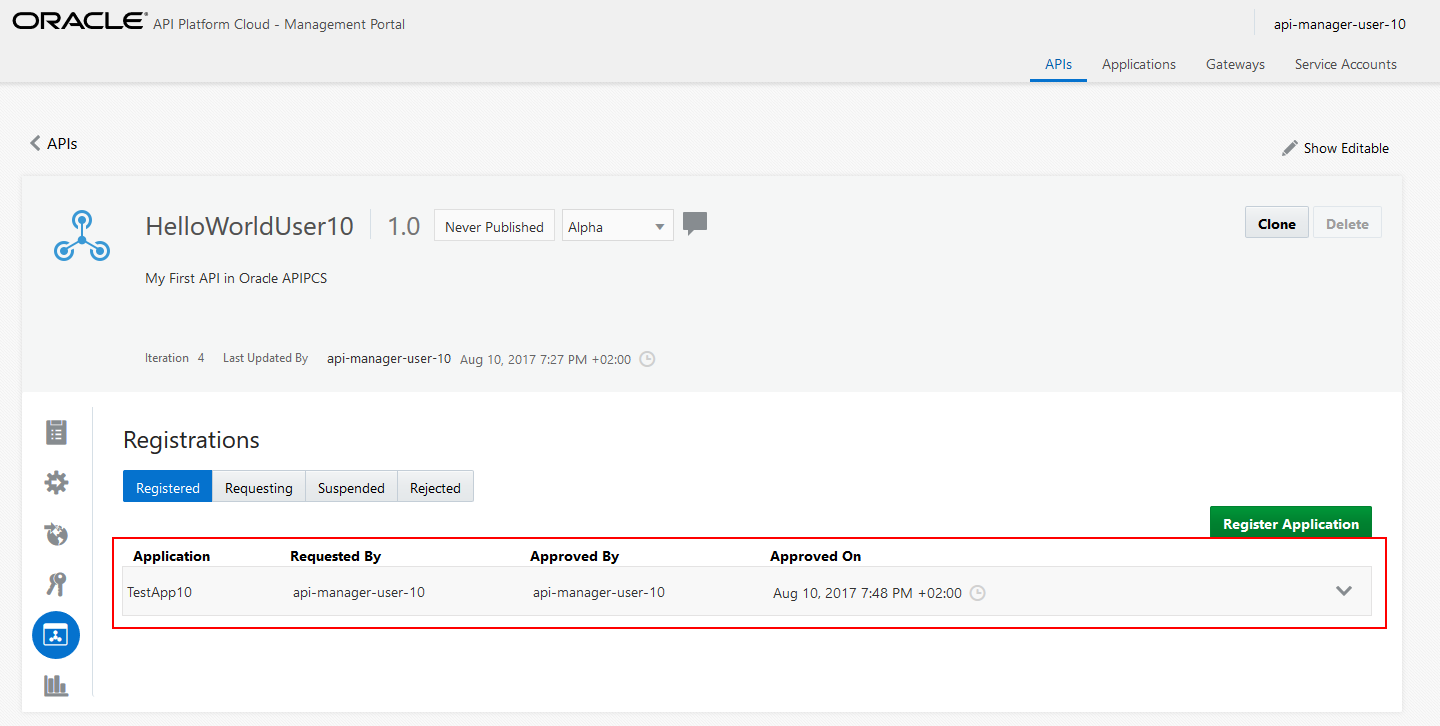 ORACLE API Platform Cloud - Management Portal
api-manager-user-10
APIs Applications Gateways Service Accounts
APIs
Show Editable
HelloWorldUser10 1.0 Never Published Alpha
Clone Delete
My First API in Oracle APIPCS
Iteration 4 Last Updated By api-manager-user-10 Aug 10, 2017 7:27 PM +02:00
Registrations
Registered Requesting Suspended Rejected
Register Application
Application Requested By Approved By Approved On
TestApp10 api-manager-user-10 api-manager-user-10 Aug 10, 2017 7:48 PM +02:00